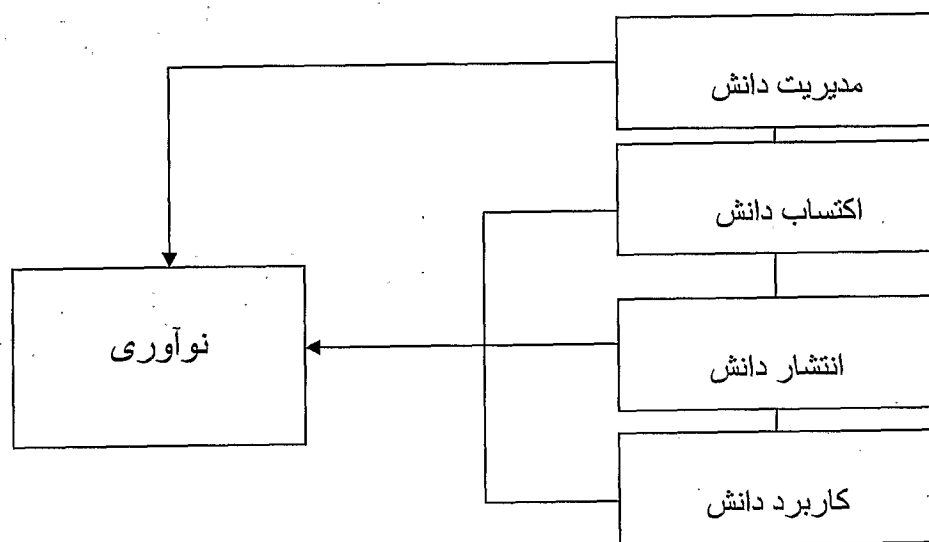 مدیریت دانش
اکتساب دانش
نوآوری
انتشار دانش
کاربرد دانش